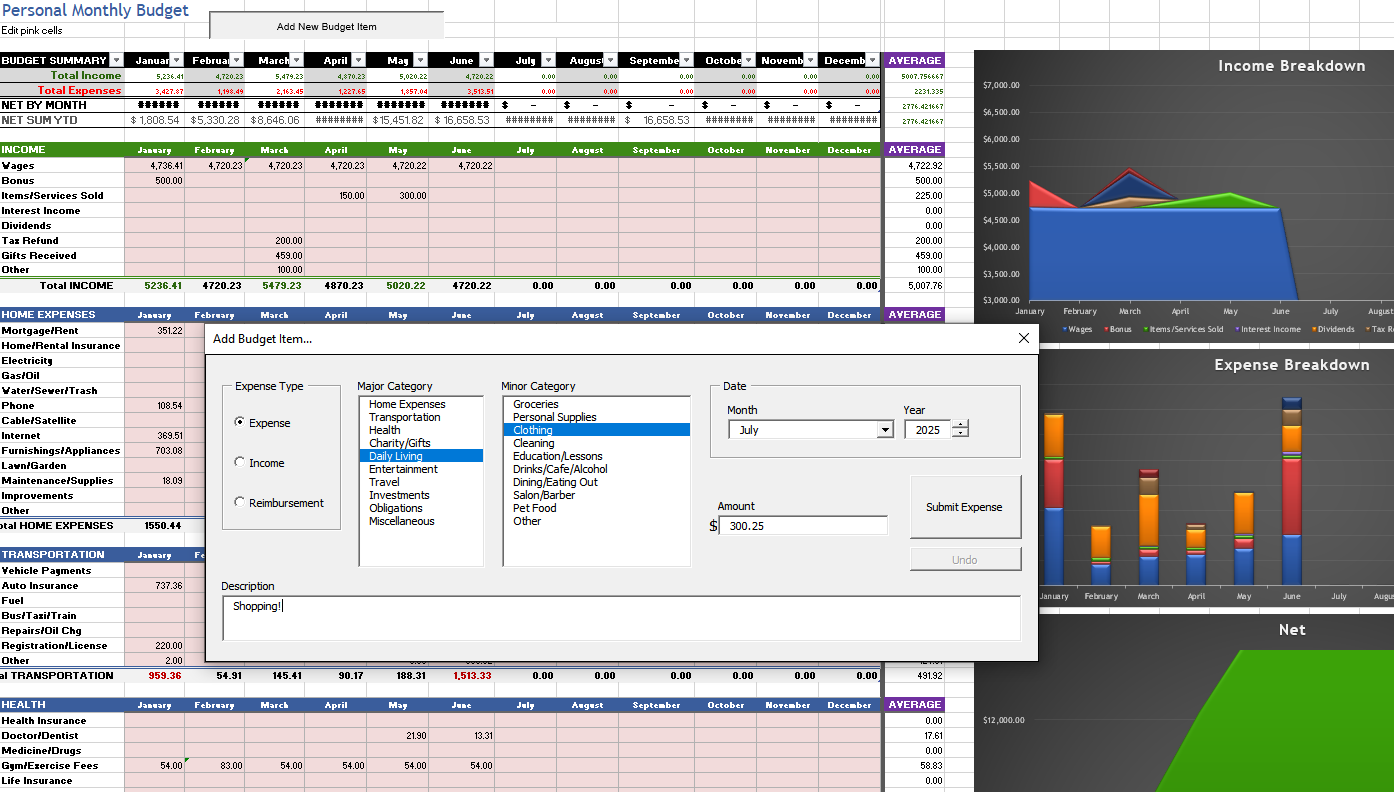 Personal Monthly Budget
Edit pink cells
Add New Budget Item
BUDGET SUMMARY Januar Februa March April May June July August Septembe Octobe Novemb Decemb AVERAGE
Total Income 5,236.41 4,720.23 5,479.23 4,870.23 5,020.22 4,720.22 0.00 0.00 0.00 0.00 0.00 0.00 5007.756667
Total Expenses 3,427.87 1,198.49 2,163.45 1,227.65 1,857.04 3,513.51 0.00 0.00 0.00 0.00 0.00 0.00 2231.335
NET BY MONTH ###### ###### ###### ####### ####### ####### $ – $ – $ – $ – $ – $ – 2776.421667
NET SUM YTD $ 1,808.54 $5,330.28 $8,646.06 ######## $15,451.82 $ 16,658.53 ######## ######## $ 16,658.53 ######## ######## ######## 2776.421667
INCOME January February March April May June July August September October November December AVERAGE
Wages 4,736.41 4,720.23 4,720.23 4,720.23 4,720.22 4,720.22 4,722.92
Bonus 500.00 500.00
Items/Services Sold 150.00 300.00 225.00
Interest Income 0.00
Dividends 0.00
Tax Refund 200.00 200.00
Gifts Received 459.00 459.00
Other 100.00 100.00
Total INCOME 5236.41 4720.23 5479.23 4870.23 5020.22 4720.22 0.00 0.00 0.00 0.00 0.00 0.00 5,007.76
HOME EXPENSES January February March April May June July August September October November December AVERAGE
Mortgage/Rent 351.22
Home/Rental Insurance
Electricity
Gas/Oil
Water/Sewer/Trash
Phone 108.54
Cable/Satellite
Internet 369.51
Furnishings/Appliances 703.08
Lawn/Garden
Maintenance/Supplies 18.09
Improvements
Other
otal HOME EXPENSES 1550.44
TRANSPORTATION January Fe
Vehicle Payments
Auto Insurance 737.36
Fuel
Bus/Taxi/Train
Repairs/Oil Chg
Registration/License 220.00
Other 2.00
al TRANSPORTATION 959.36 54.91 145.41 90.17 188.31 1,513.33 0.00 0.00 0.00 0.00 0.00 0.00 491.92
HEALTH January February March April May June July August September October November December AVERAGE
Health Insurance 0.00
Doctor/Dentist 21.90 13.31 17.61
Medicine/Drugs 0.00
Gym/Exercise Fees 54.00 83.00 54.00 54.00 54.00 54.00 58.83
Life Insurance 0.00
Add Budget Item...
Expense Type
Expense
Income
Reimbursement
Major Category
Home Expenses
Transportation
Health
Charity/Gifts
Daily Living
Entertainment
Travel
Investments
Obligations
Miscellaneous
Minor Category
Groceries
Personal Supplies
Clothing
Cleaning
Education/Lessons
Drinks/Cafe/Alcohol
Dining/Eating Out
Salon/Barber
Pet Food
Other
Date
Month Year
July 2025
Amount
$ 300.25
Submit Expense
Undo
Description
Shopping!
Income Breakdown
$7,000.00
$6,500.00
$6,000.00
$5,500.00
$5,000.00
$4,500.00
$4,000.00
$3,500.00
$3,000.00
January February March April May June July August
Wages Bonus Items/Services Sold Interest Income Dividends Tax R
Expense Breakdown
January February March April May June July Augu
Net
$12,000.00